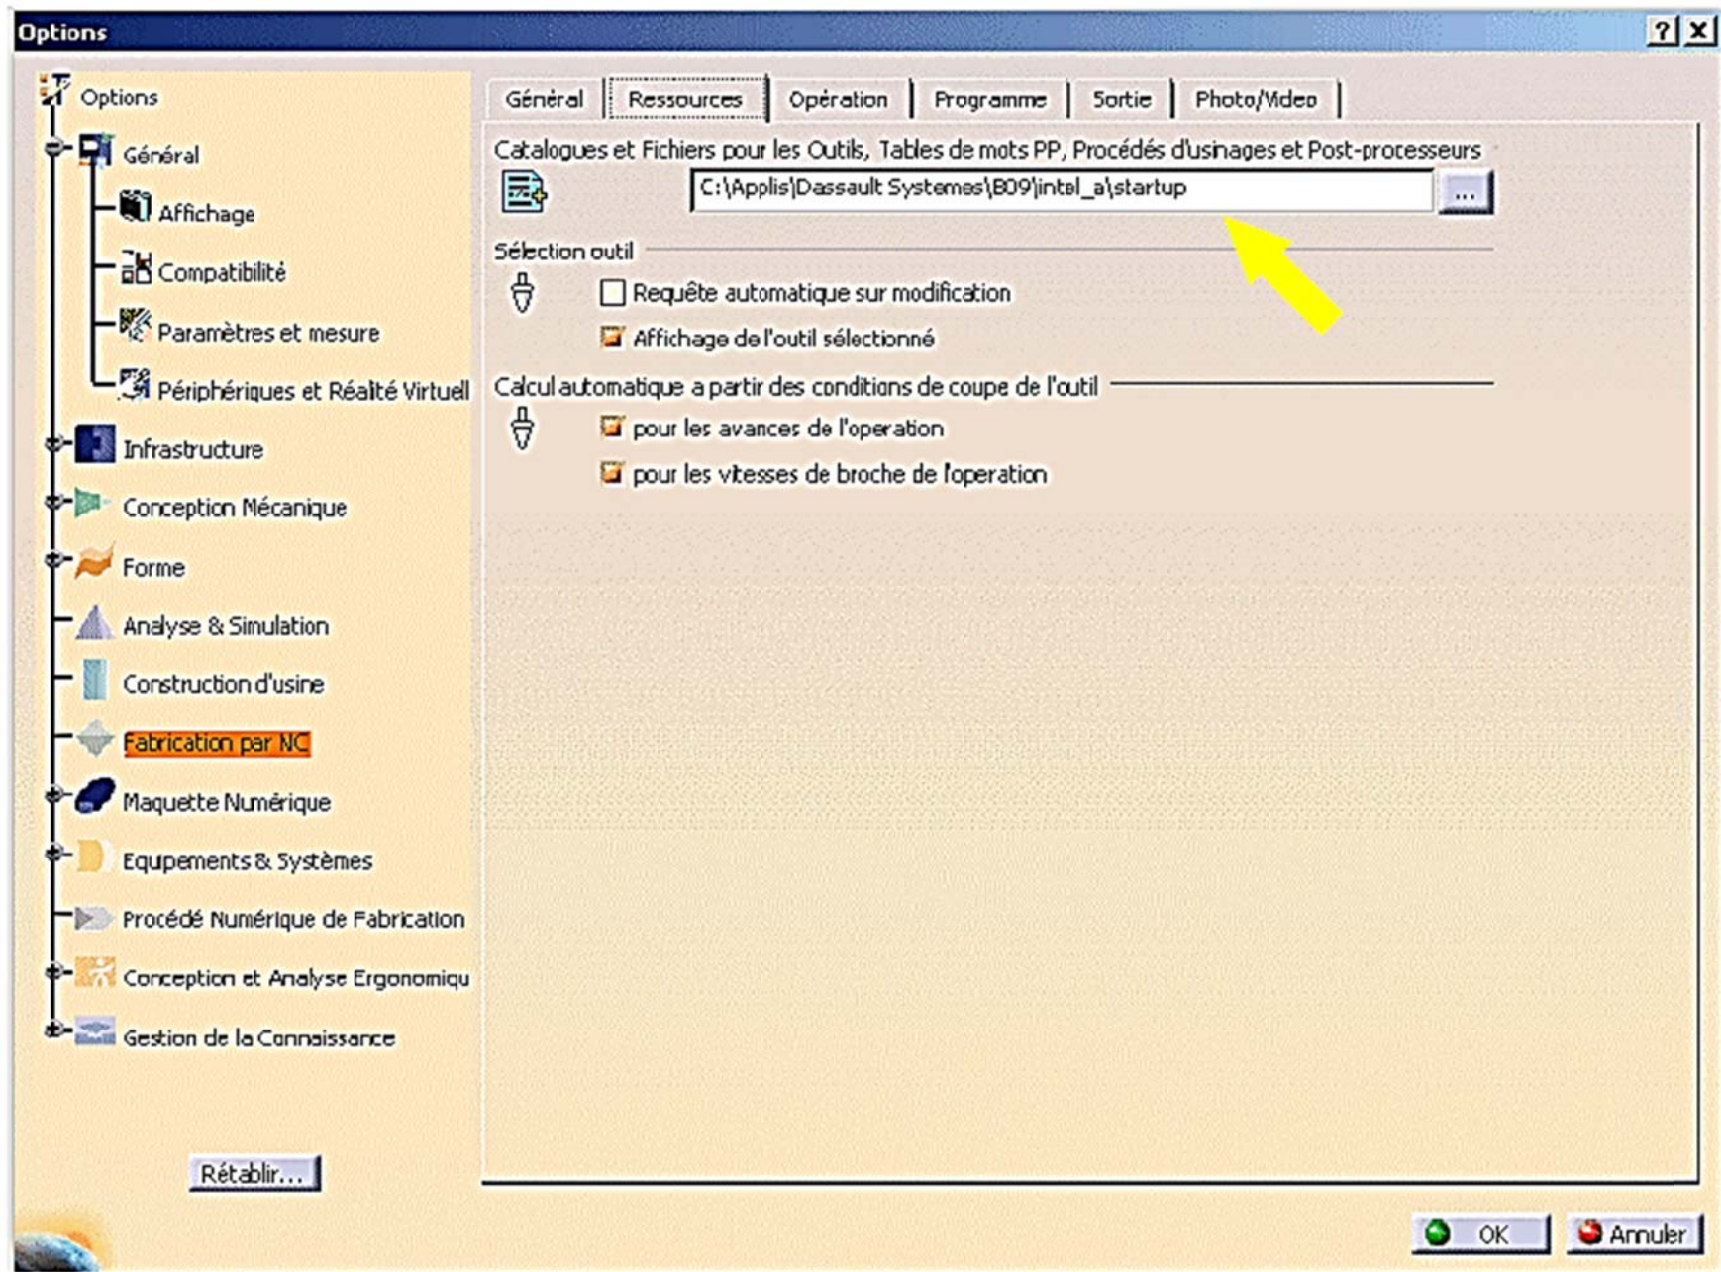 Options
Options
Général
Affichage
Compatibilité
Paramètres et mesure
Périphériques et Réalité Virtuell
Infrastructure
Conception Mécanique
Forme
Analyse & Simulation
Construction d'usine
Fabrication par NC
Maquette Numérique
Equipements & Systèmes
Procédé Numérique de Fabrication
Conception et Analyse Ergonomiqu
Gestion de la Connaissance
Rétablir...
Général Ressources Opération Programme Sortie Photo/Video
Catalogues et Fichiers pour les Outils, Tables de mots PP, Procédés d'usinages et Post-processeurs
C:\Applis\Dassault Systemes\B09\intel_a\startup ...
Sélection outil
Requête automatique sur modification
Affichage de l'outil sélectionné
Calcul automatique a partir des conditions de coupe de l'outil
pour les avances de l'operation
pour les vitesses de broche de l'operation
OK Annuler